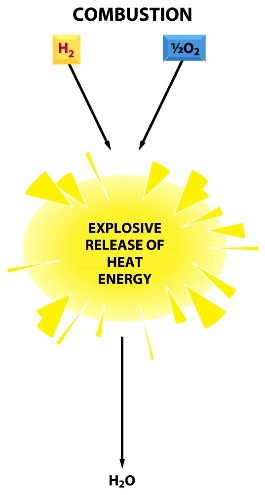 COMBUSTION
H₂ ½O₂
EXPLOSIVE
RELEASE OF
HEAT
ENERGY
H₂O